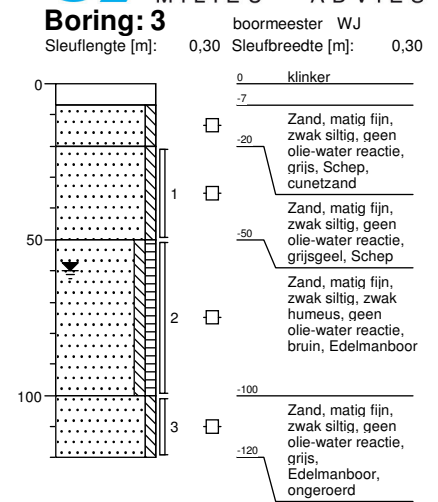 MILIEU - ADVIES
Boring: 3 boormeester WJ
Sleuflengte [m]: 0,30 Sleufbreedte [m]: 0,30
0
0 klinker
-7
Zand, matig fijn,
zwak siltig, geen
olie-water reactie,
grijs, Schep,
cunetzand
-20
1
Zand, matig fijn,
zwak siltig, geen
olie-water reactie,
grijsgeel, Schep
50
-50
Zand, matig fijn,
zwak siltig, zwak
humeus, geen
olie-water reactie,
bruin, Edelmanboor
2
100
-100
Zand, matig fijn,
zwak siltig, geen
olie-water reactie,
grijs,
Edelmanboor,
ongeroerd
3
-120